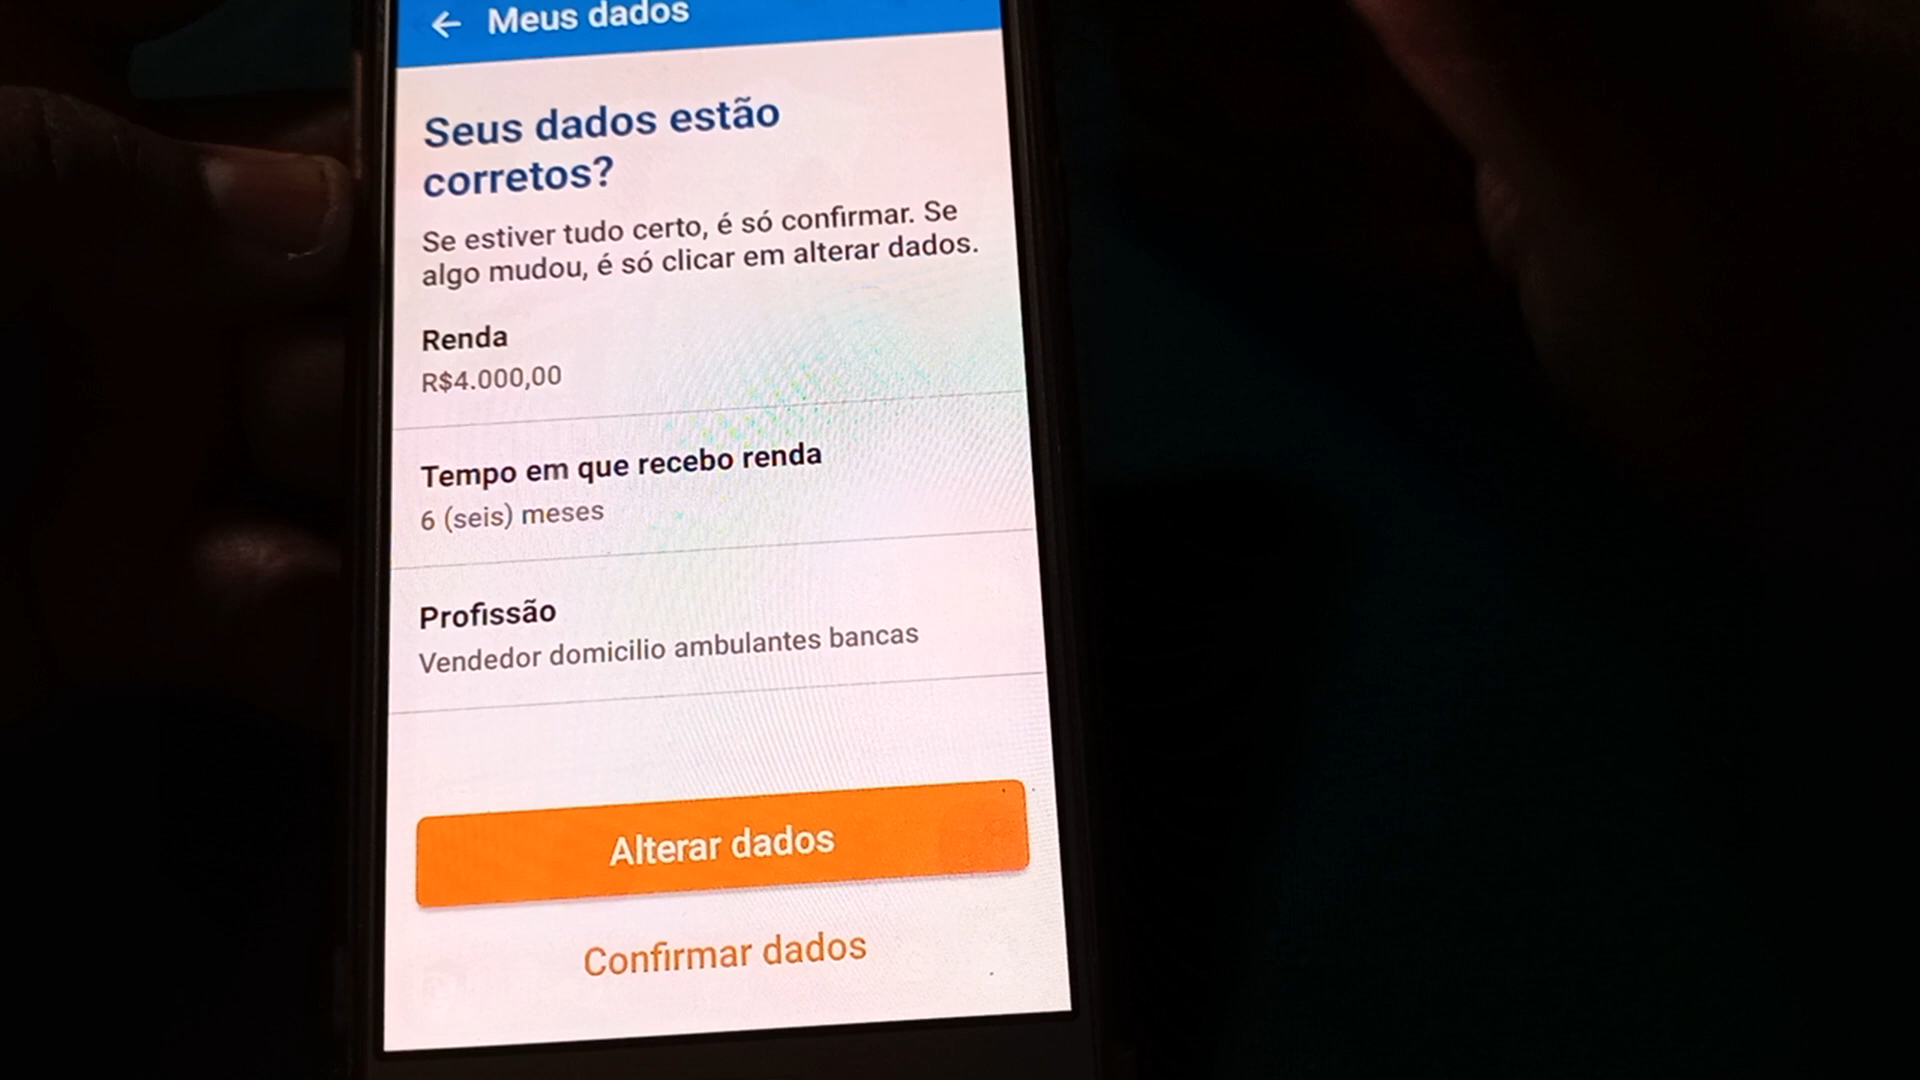 ← Meus dados
Seus dados estão
corretos?
Se estiver tudo certo, é só confirmar. Se
algo mudou, é só clicar em alterar dados.
Renda
R$4.000,00
Tempo em que recebo renda
6 (seis) meses
Profissão
Vendedor domicilio ambulantes bancas
Alterar dados
Confirmar dados